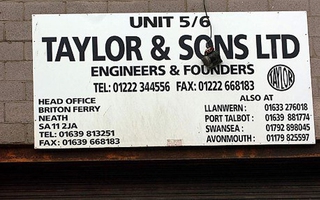 UNIT 5/6
TAYLOR & SONS LTD
ENGINEERS & FOUNDERS
TAYLOR
TEL: 01222 344556 FAX: 01222 668183
HEAD OFFICE
BRITON FERRY
NEATH
SA11 2JA
TEL: 01639 813251
FAX: 01639 668183
ALSO AT
LLANWERN: 01633 276018
PORT TALBOT: 01639 881774
SWANSEA: 01792 898045
AVONMOUTH: 01179 825597